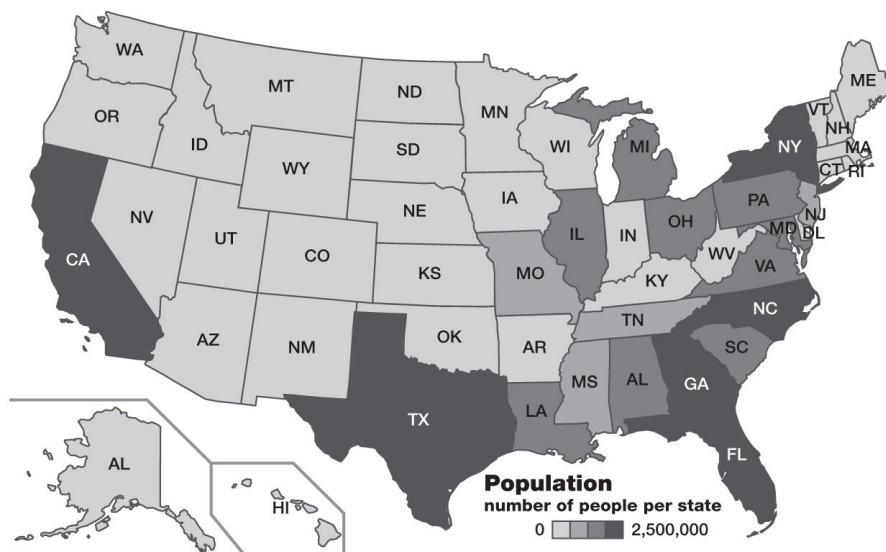 WA
MT
ND
MN
ME
OR
ID
SD
WI
MI
VT
NH
NY
MA
CT
RI
WY
IA
NE
PA
NJ
NV
UT
CO
IL
IN
OH
MD
DL
WV
VA
CA
KS
MO
KY
NC
TN
AZ
NM
OK
AR
SC
MS
AL
GA
LA
TX
FL
AL
HI
Population
number of people per state
0 2,500,000